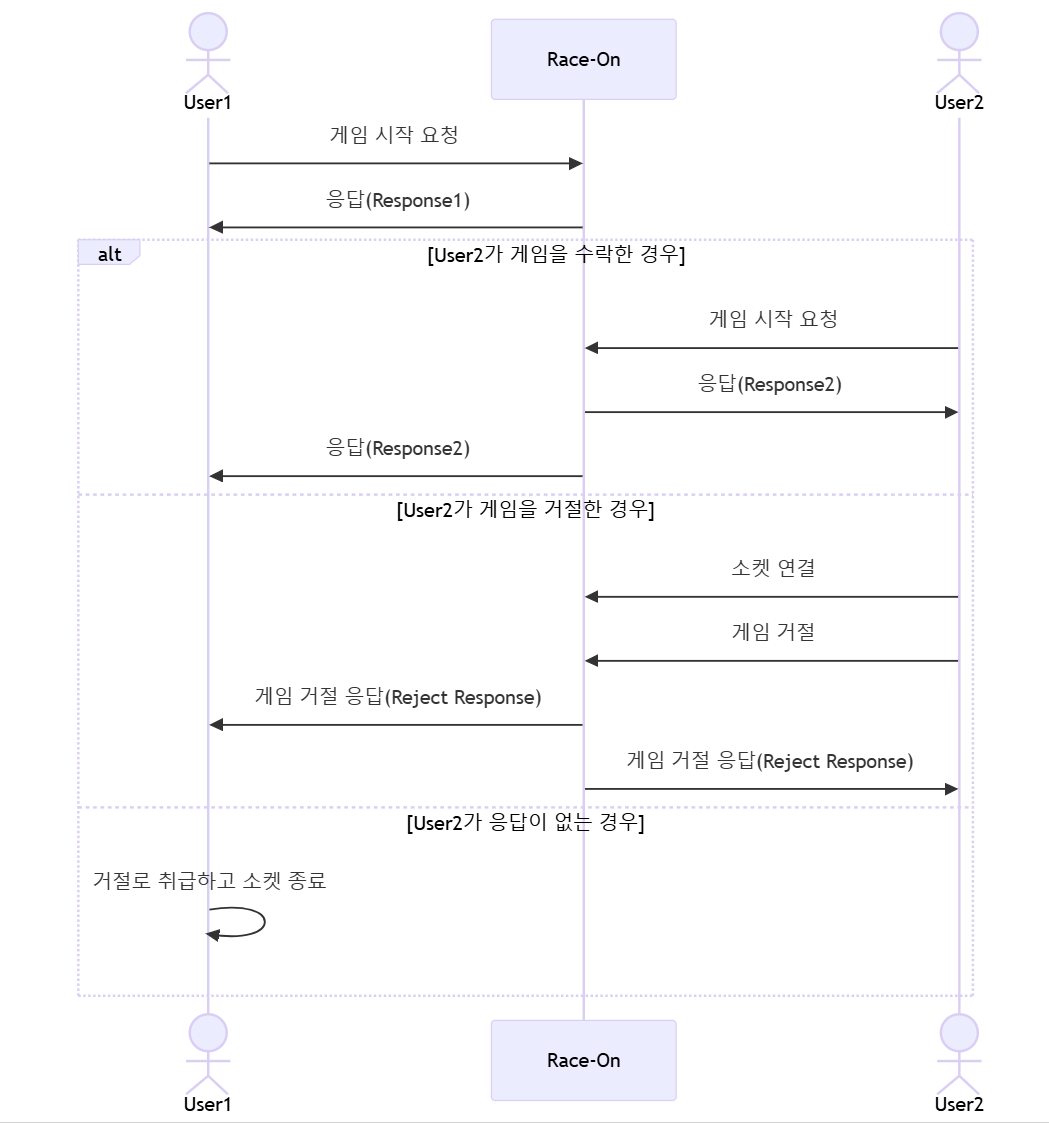 User1
Race-On
User2
게임 시작 요청
응답(Response1)
alt
[User2가 게임을 수락한 경우]
게임 시작 요청
응답(Response2)
응답(Response2)
[User2가 게임을 거절한 경우]
소켓 연결
게임 거절
게임 거절 응답(Reject Response)
게임 거절 응답(Reject Response)
[User2가 응답이 없는 경우]
거절로 취급하고 소켓 종료
User1
Race-On
User2